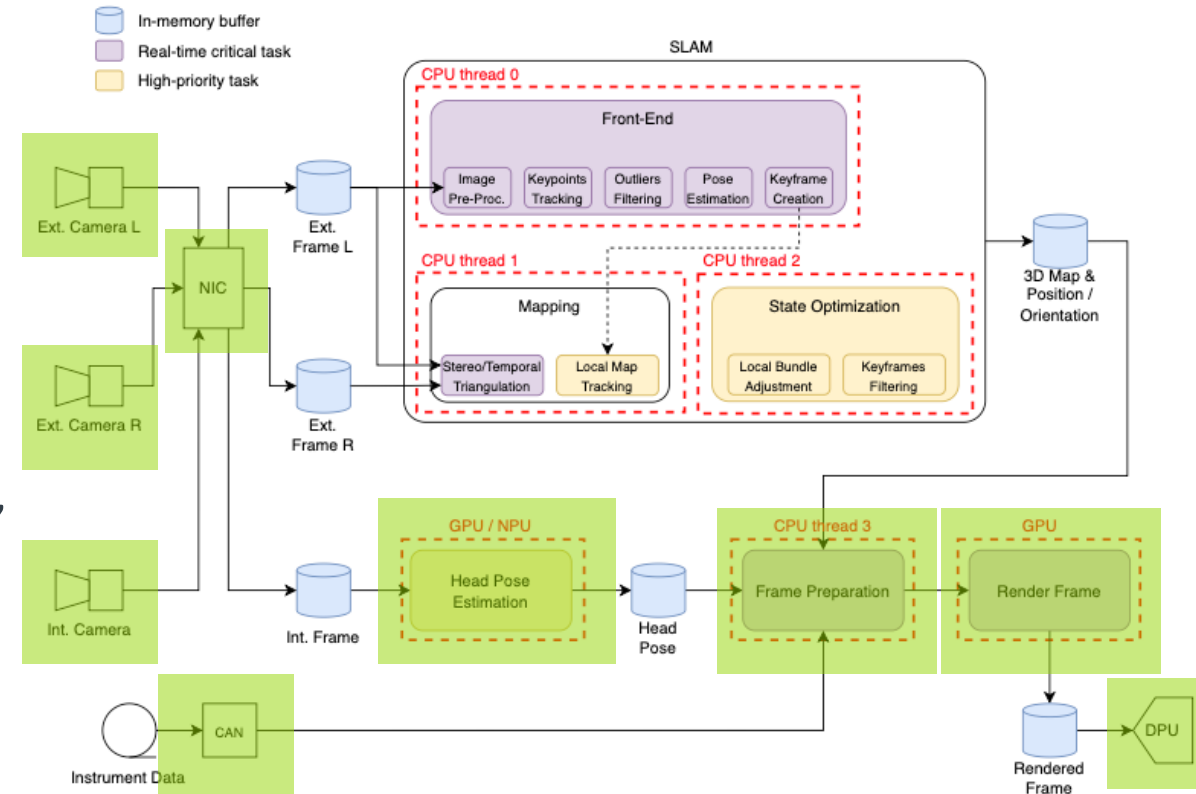 In-memory buffer
Real-time critical task
High-priority task
SLAM
CPU thread 0
Front-End
Image
Pre-Proc.
Keypoints
Tracking
Outliers
Filtering
Pose
Estimation
Keyframe
Creation
Ext. Camera L
Ext.
Frame L
NIC
CPU thread 1
Mapping
Stereo/Temporal
Triangulation
Local Map
Tracking
CPU thread 2
State Optimization
Local Bundle
Adjustment
Keyframes
Filtering
3D Map &
Position /
Orientation
Ext. Camera R
Ext.
Frame R
,
GPU / NPU
Head Pose
Estimation
CPU thread 3
Frame Preparation
GPU
Render Frame
Int. Camera
Int. Frame
Head
Pose
CAN
Instrument Data
Rendered
Frame
DPU